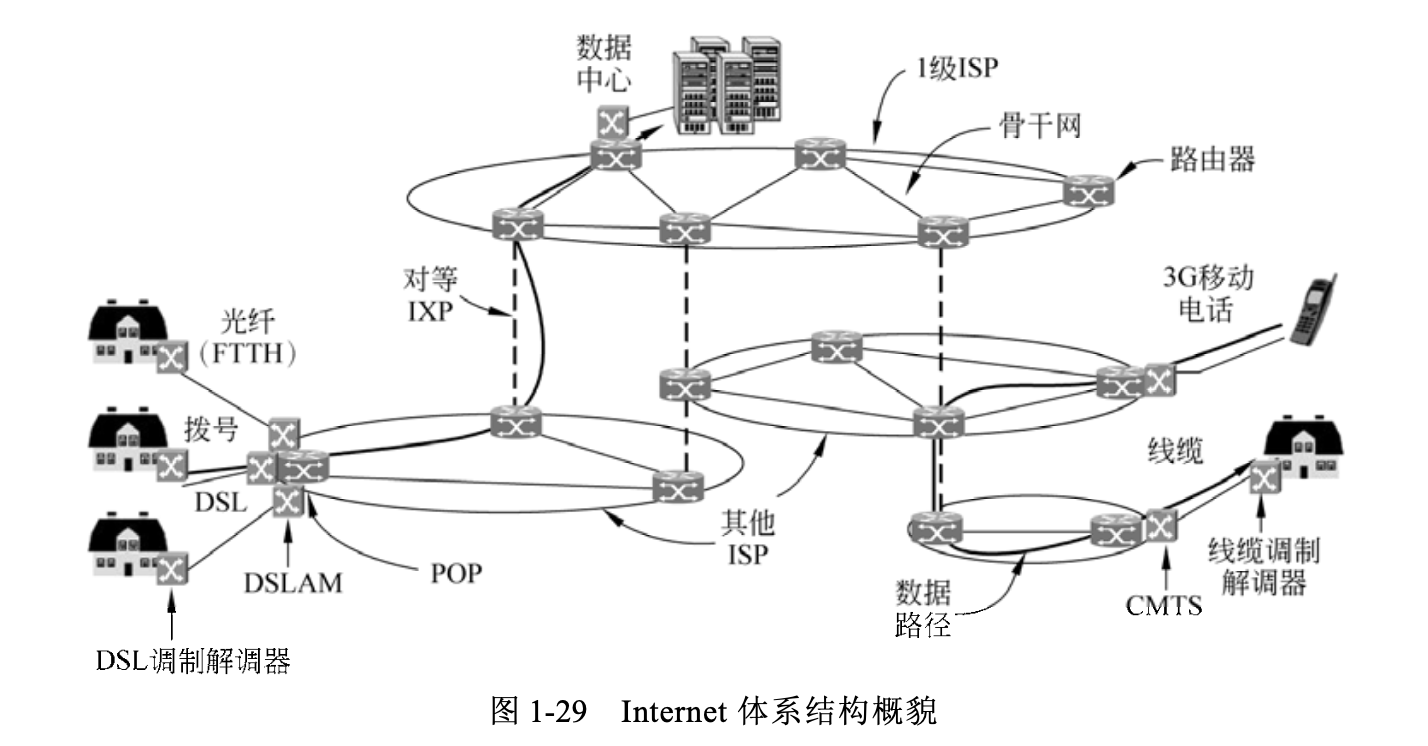 数据
中心
1级ISP
骨干网
路由器
对等
IXP
3G移动
电话
光纤
(FTTH)
拨号
DSL
线缆
其他
ISP
DSLAM
POP
数据
路径
CMTS
线缆调制
解调器
DSL调制解调器
图 1-29 Internet 体系结构概貌